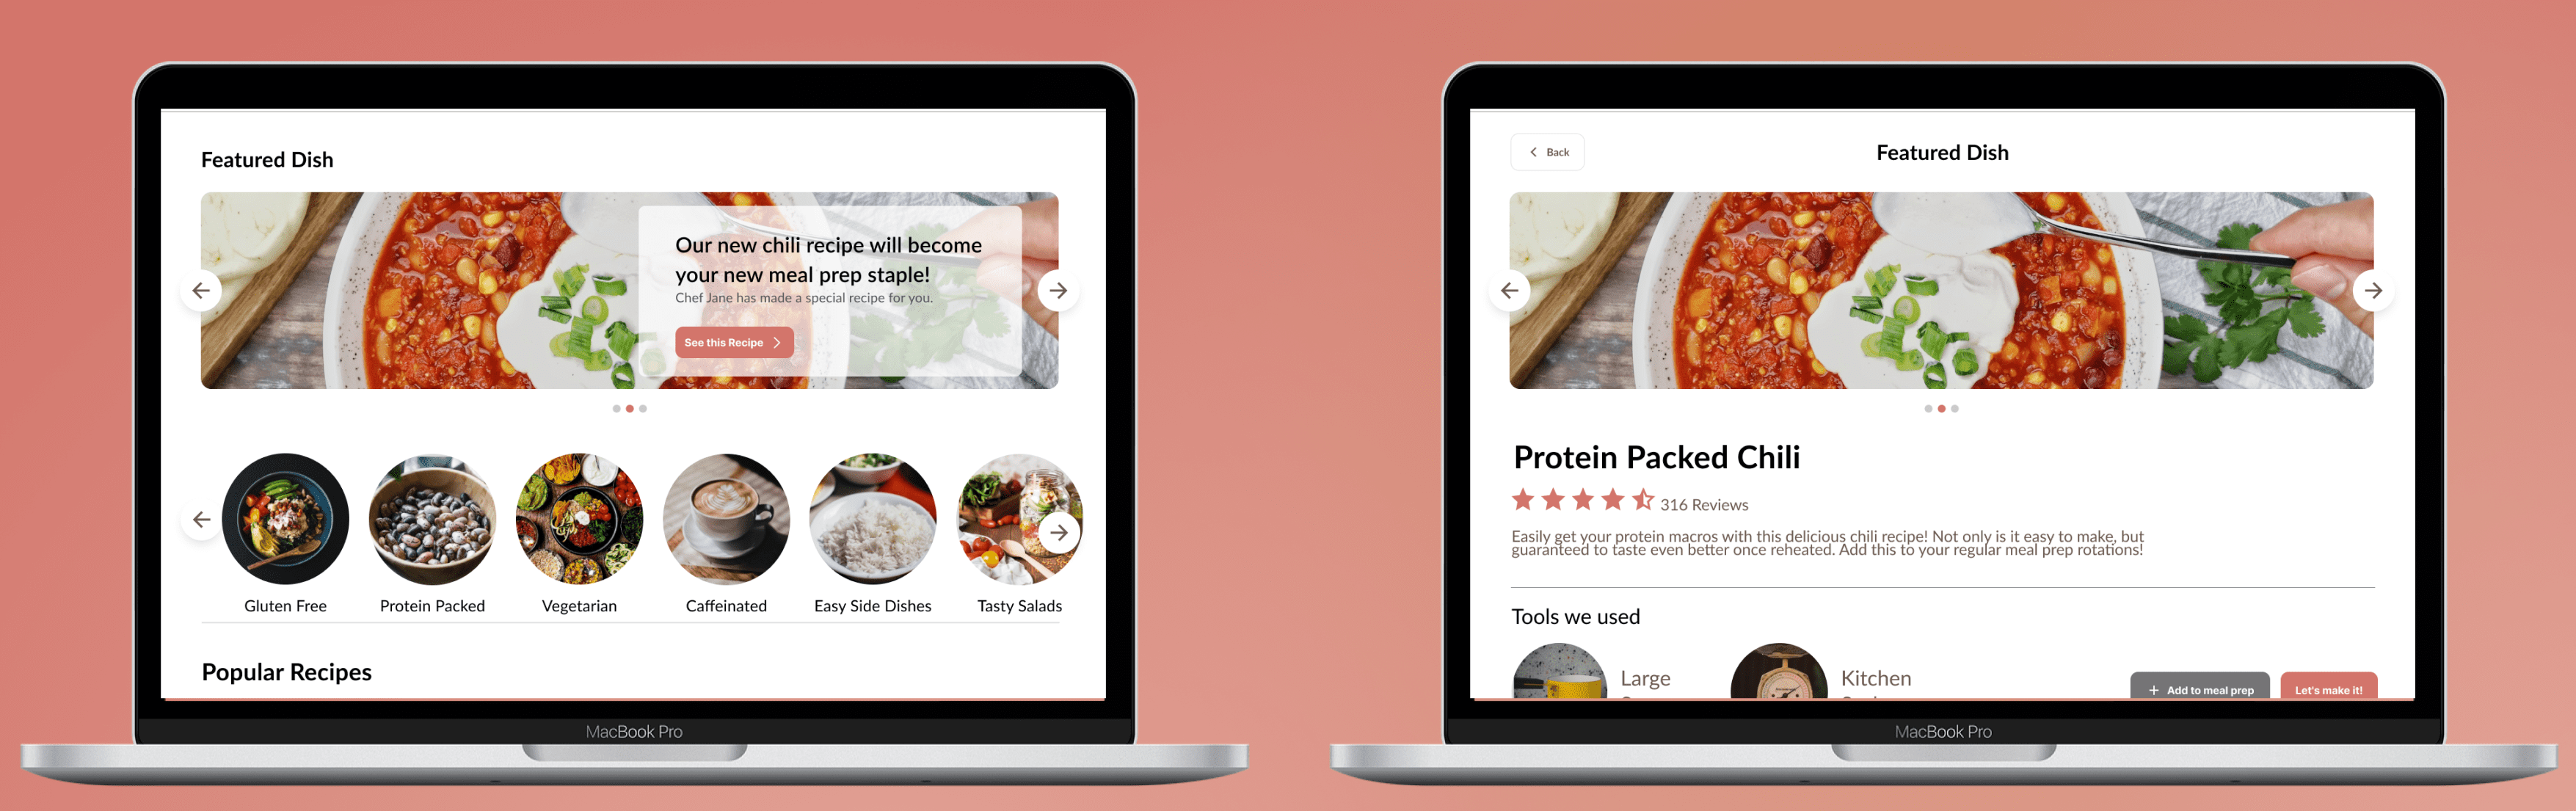 Featured Dish
Our new chili recipe will become
your new meal prep staple!
Chef Jane has made a special recipe for you.
See this Recipe
Gluten Free
Protein Packed
Vegetarian
Caffeinated
Easy Side Dishes
Tasty Salads
Popular Recipes
MacBook Pro
Back
Featured Dish
Protein Packed Chili
316 Reviews
Easily get your protein macros with this delicious chili recipe! Not only is it easy to make, but
guaranteed to taste even better once reheated. Add this to your regular meal prep rotations!
Tools we used
Large
Kitchen
+ Add to meal prep
Let's make it!
MacBook Pro